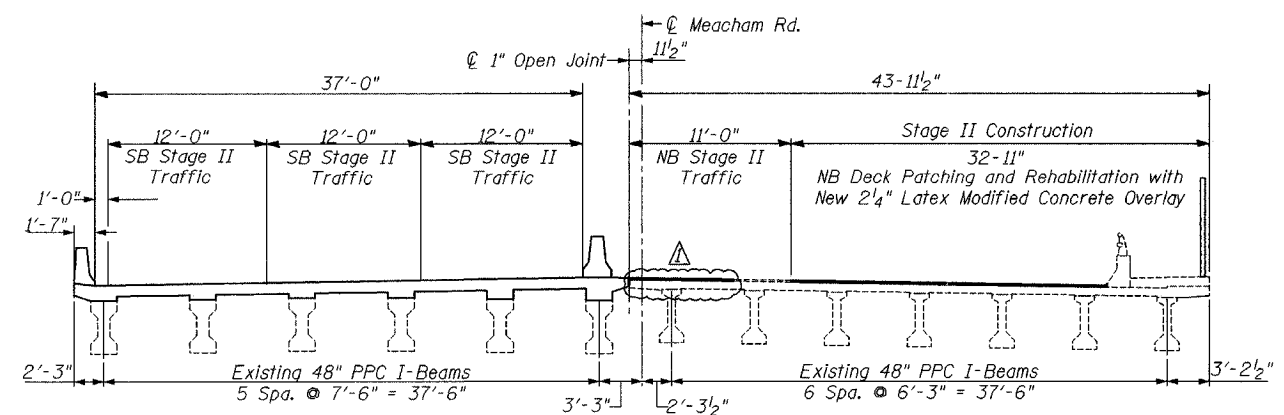 ℄ Meacham Rd.
11½"
℄ 1" Open Joint
37'-0"
43-11½"
12'-0"
SB Stage II
Traffic
12'-0"
SB Stage II
Traffic
12'-0"
SB Stage II
Traffic
11'-0"
NB Stage II
Traffic
Stage II Construction
32-11"
NB Deck Patching and Rehabilitation with
New 2¼" Latex Modified Concrete Overlay
1'-0"
1'-7"
1
2'-3"
Existing 48" PPC I-Beams
5 Spa. @ 7'-6" = 37'-6"
3'-3"
2'-3½"
Existing 48" PPC I-Beams
6 Spa. @ 6'-3" = 37'-6"
3'-2½"